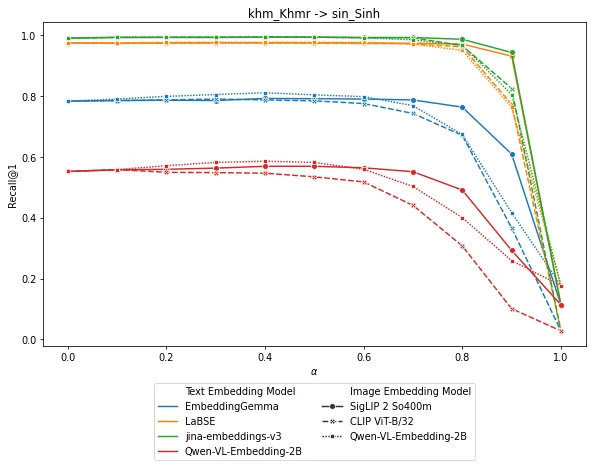 khm_Khmr -> sin_Sinh
Recall@1
1.0
0.8
0.6
0.4
0.2
0.0
0.0 0.2 0.4 0.6 0.8 1.0
α
Text Embedding Model
EmbeddingGemma
LaBSE
jina-embeddings-v3
Qwen-VL-Embedding-2B
Image Embedding Model
SigLIP 2 So400m
CLIP ViT-B/32
Qwen-VL-Embedding-2B